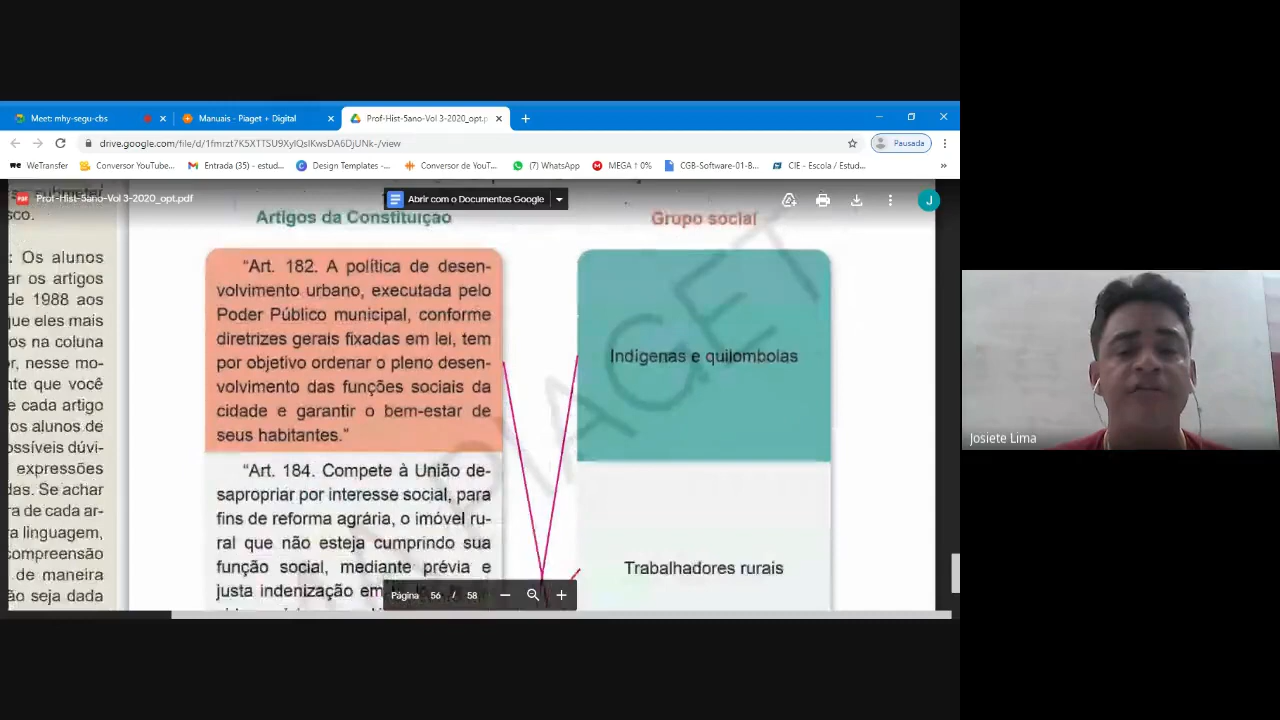 Meet: mhy-segu-cbs
Manuais - Piaget + Digital
Prof-Hist-5ano-Vol 3-2020_opt.p
drive.google.com/file/d/1fmrzt7K5XTTSU9XyIQsIKwsDA6DjUNk-/view
Pausada
WeTransfer
Conversor YouTube...
Entrada (35) - estud...
Design Templates -...
Conversor de YouT...
(7) WhatsApp
MEGA ↑ 0%
CGB-Software-01-B...
CIE - Escola / Estud...
»
Prof-Hist-5ano-Vol 3-2020_opt.pdf
Abrir com o Documentos Google
J
sco.
: Os alunos
ar os artigos
de 1988 aos
que eles mais
os na coluna
r, nesse mo-
nte que você
e cada artigo
os alunos de
ossíveis dúvi-
expressões
das. Se achar
ra de cada ar-
ra linguagem,
compreensão
de maneira
ão seja dada
Artigos da Constituição
"Art. 182. A política de desen-
volvimento urbano, executada pelo
Poder Público municipal, conforme
diretrizes gerais fixadas em lei, tem
por objetivo ordenar o pleno desen-
volvimento das funções sociais da
cidade e garantir o bem-estar de
seus habitantes."
"Art. 184. Compete à União de-
sapropriar por interesse social, para
fins de reforma agrária, o imóvel ru-
ral que não esteja cumprindo sua
função social, mediante prévia e
justa indenização em
Grupo social
Indígenas e quilombolas
Trabalhadores rurais
PIAGET
Página 56 / 58
Josiete Lima